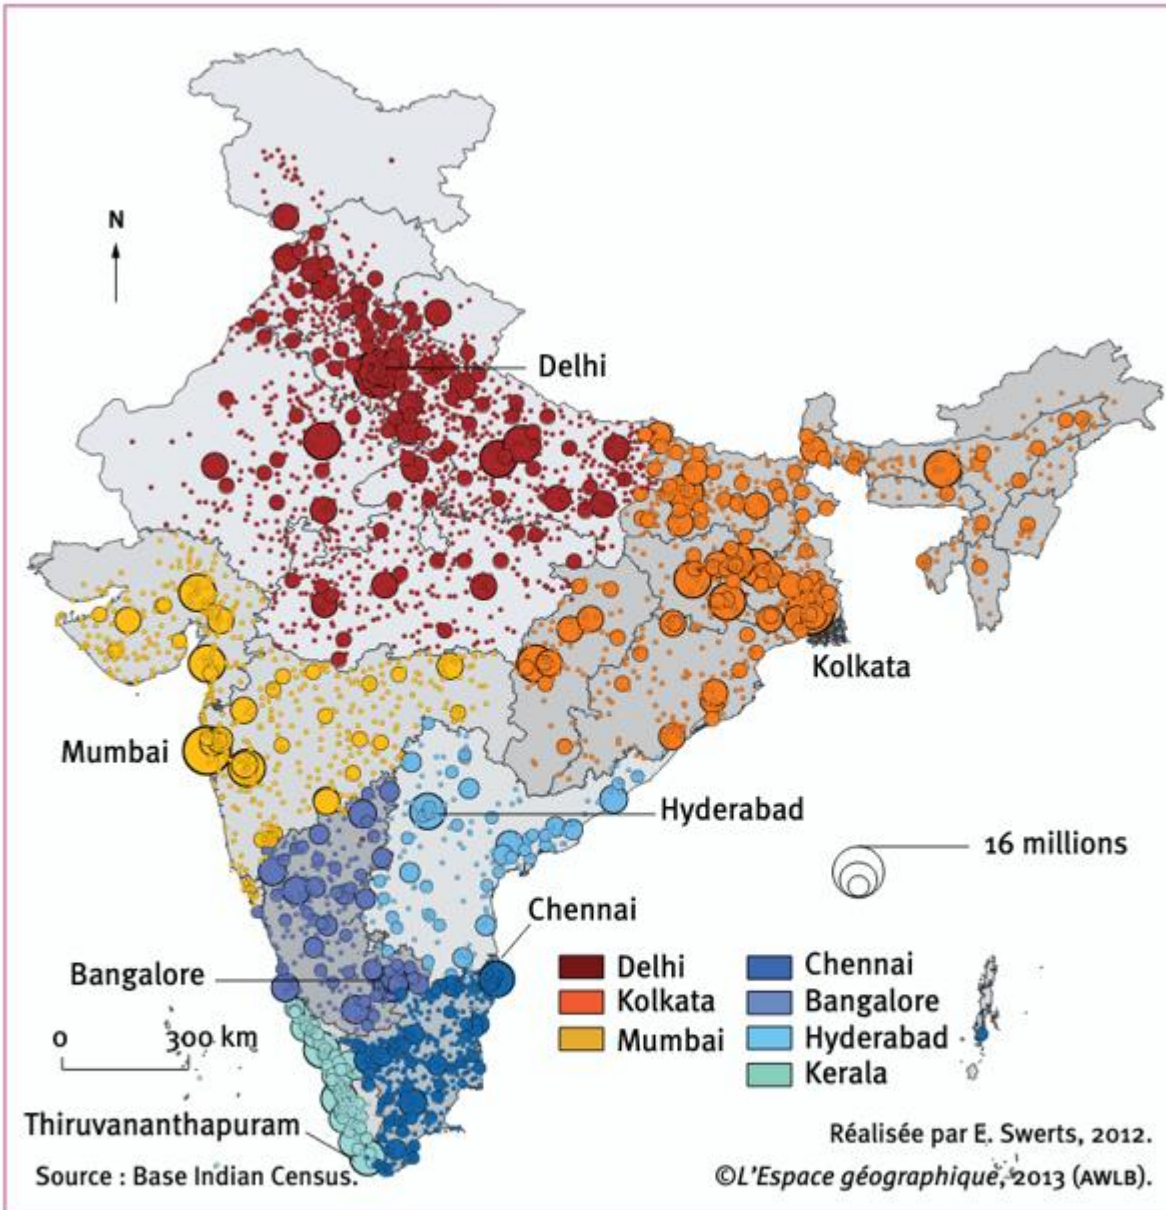 N
Delhi
Kolkata
Mumbai
Hyderabad
16 millions
Chennai
Bangalore
Delhi
Kolkata
Mumbai
Chennai
Bangalore
Hyderabad
Kerala
0 300 km
Thiruvananthapuram
Réalisée par E. Swerts, 2012.
Source : Base Indian Census.
©L'Espace géographique, 2013 (AWLB).